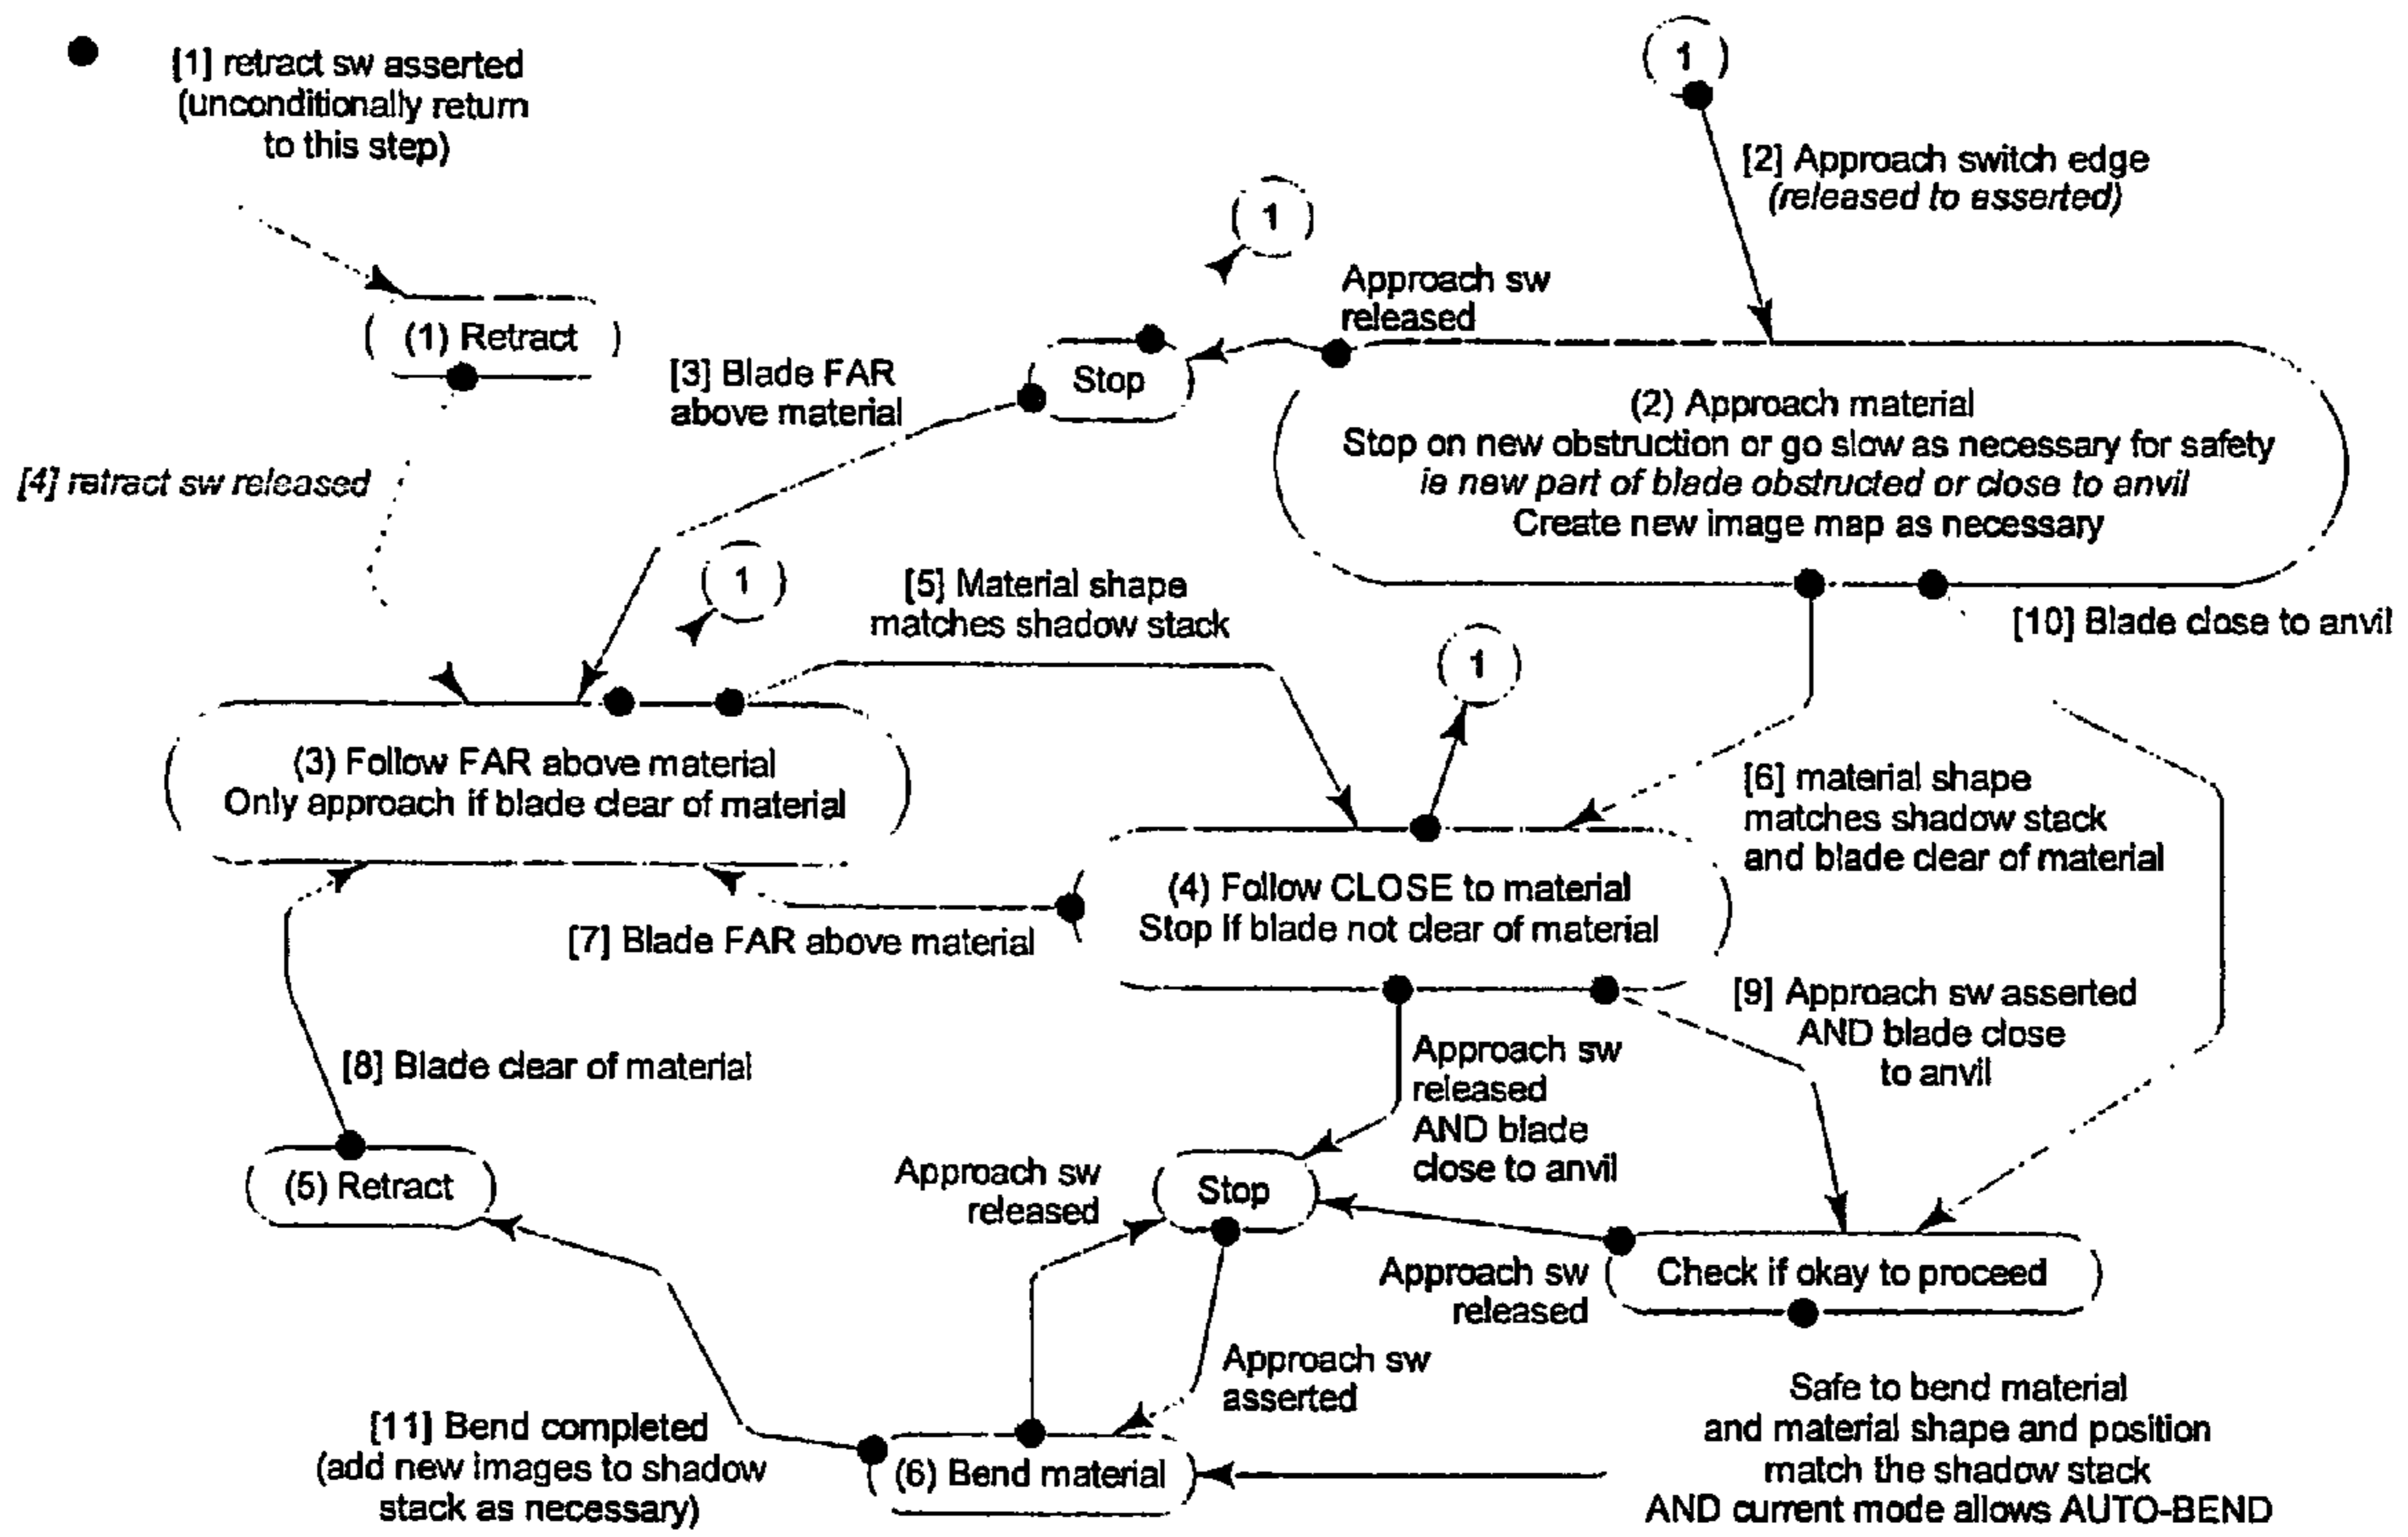 [1] retract sw asserted
(unconditionally return
to this step)
1
[2] Approach switch edge
(released to asserted)
1
Approach sw
released
(1) Retract
[3] Blade FAR
above material
Stop
(2) Approach material
Stop on new obstruction or go slow as necessary for safety
is new part of blade obstructed or close to anvil
Create new image map as necessary
[4] retract sw released
1
[5] Material shape
matches shadow stack
[10] Blade close to anvil
1
(3) Follow FAR above material
Only approach if blade clear of material
[6] material shape
matches shadow stack
and blade clear of material
(4) Follow CLOSE to material
Stop if blade not clear of material
[7] Blade FAR above material
[9] Approach sw asserted
AND blade close
to anvil
[8] Blade clear of material
Approach sw
released
AND blade
close to anvil
(5) Retract
Approach sw
released
Stop
Approach sw
released
Check if okay to proceed
Approach sw
asserted
[11] Bend completed
(add new images to shadow
stack as necessary)
(6) Bend material
Safe to bend material
and material shape and position
match the shadow stack
AND current mode allows AUTO-BEND